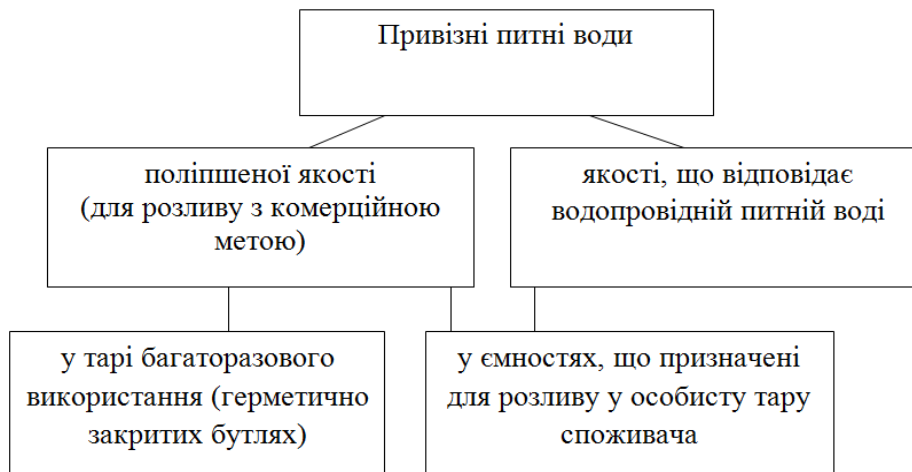 Привізні питні води
поліпшеної якості
(для розливу з комерційною
метою)
якості, що відповідає
водопровідній питній воді
у тарі багаторазового
використання (герметично
закритих бутлях)
у ємностях, що призначені
для розливу у особисту тару
споживача